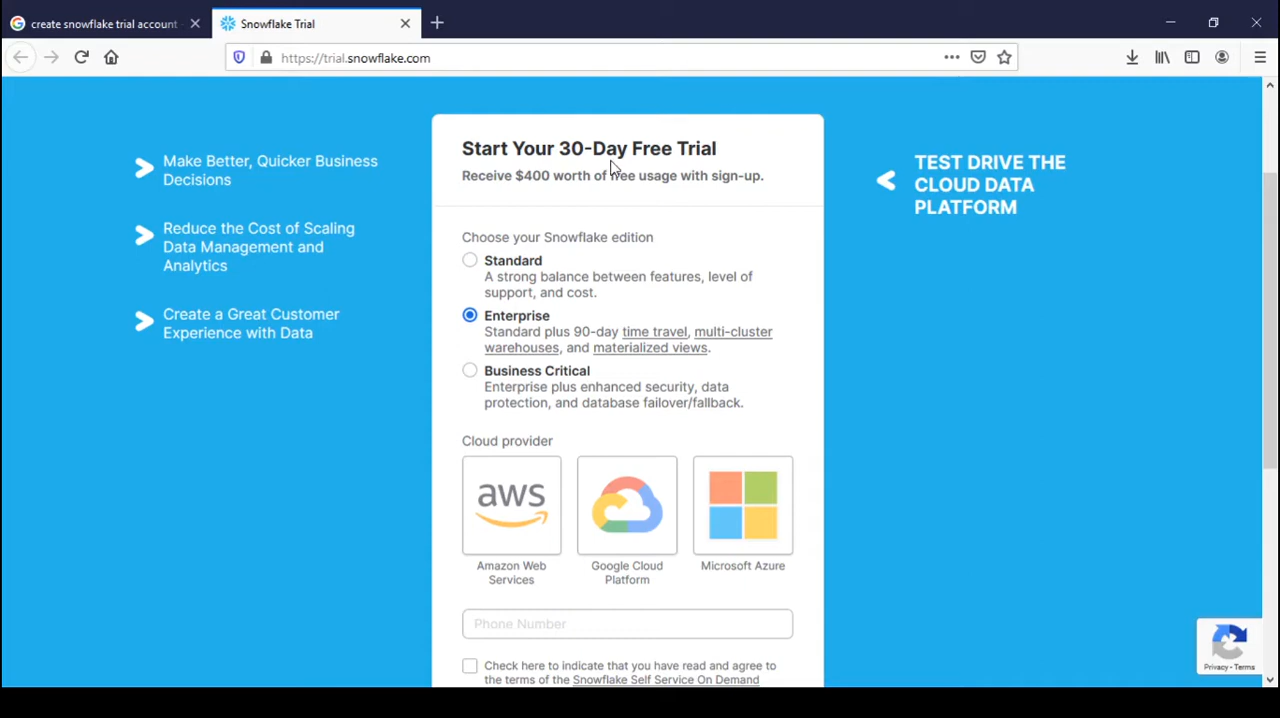 create snowflake trial account
Snowflake Trial
https://trial.snowflake.com
Make Better, Quicker Business
Decisions
Reduce the Cost of Scaling
Data Management and
Analytics
Create a Great Customer
Experience with Data
Start Your 30-Day Free Trial
Receive $400 worth of free usage with sign-up.
Choose your Snowflake edition
Standard
A strong balance between features, level of
support, and cost.
Enterprise
Standard plus 90-day time travel, multi-cluster
warehouses, and materialized views.
Business Critical
Enterprise plus enhanced security, data
protection, and database failover/fallback.
Cloud provider
aws
Amazon Web
Services
Google Cloud
Platform
Microsoft Azure
Phone Number
Check here to indicate that you have read and agree to
the terms of the Snowflake Self Service On Demand
TEST DRIVE THE
CLOUD DATA
PLATFORM
Privacy - Terms